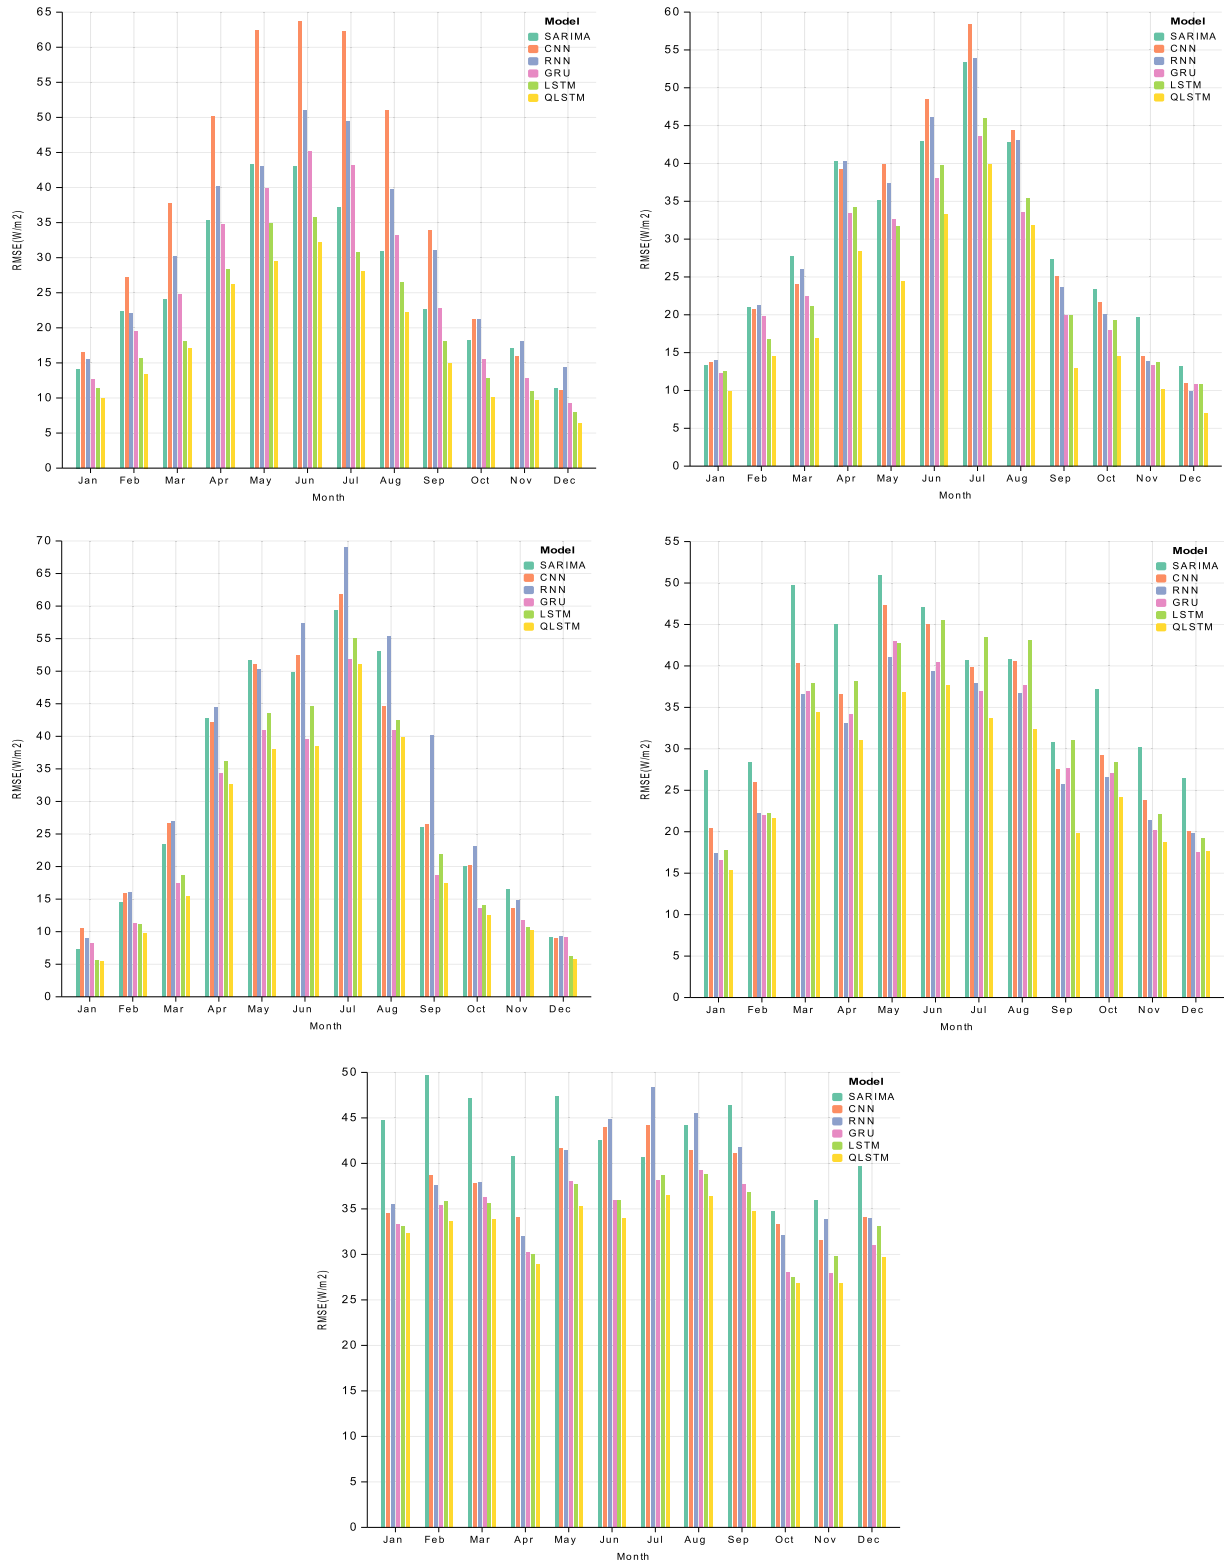 65
60
55
50
45
40
35
30
25
20
15
10
5
0
RMSE(W/m2)
Jan Feb Mar Apr May Jun Jul Aug Sep Oct Nov Dec
Month
Model
SARIMA
CNN
RNN
GRU
LSTM
QLSTM
60
55
50
45
40
35
30
25
20
15
10
5
0
RMSE(W/m2)
Jan Feb Mar Apr May Jun Jul Aug Sep Oct Nov Dec
Month
Model
SARIMA
CNN
RNN
GRU
LSTM
QLSTM
70
65
60
55
50
45
40
35
30
25
20
15
10
5
0
RMSE(W/m2)
Jan Feb Mar Apr May Jun Jul Aug Sep Oct Nov Dec
Month
Model
SARIMA
CNN
RNN
GRU
LSTM
QLSTM
55
50
45
40
35
30
25
20
15
10
5
0
RMSE(W/m2)
Jan Feb Mar Apr May Jun Jul Aug Sep Oct Nov Dec
Month
Model
SARIMA
CNN
RNN
GRU
LSTM
QLSTM
50
45
40
35
30
25
20
15
10
5
0
RMSE(W/m2)
Jan Feb Mar Apr May Jun Jul Aug Sep Oct Nov Dec
Month
Model
SARIMA
CNN
RNN
GRU
LSTM
QLSTM